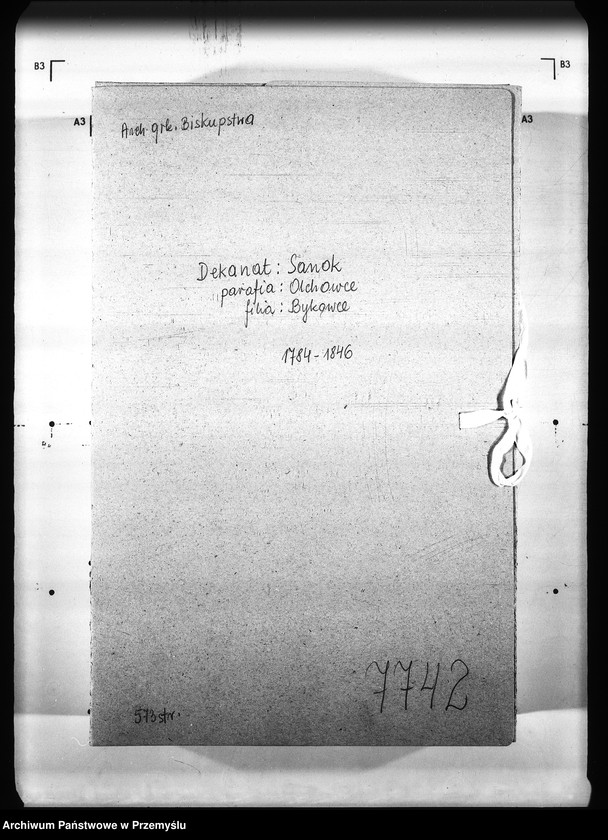 B3
B3
A3
A3
Arch. grk. Biskupstwa
Dekanat : Sanok
parafia : Olchowce
filia : Bykowce
1784-1846
7742
573 str.
Archiwum Państwowe w Przemyślu